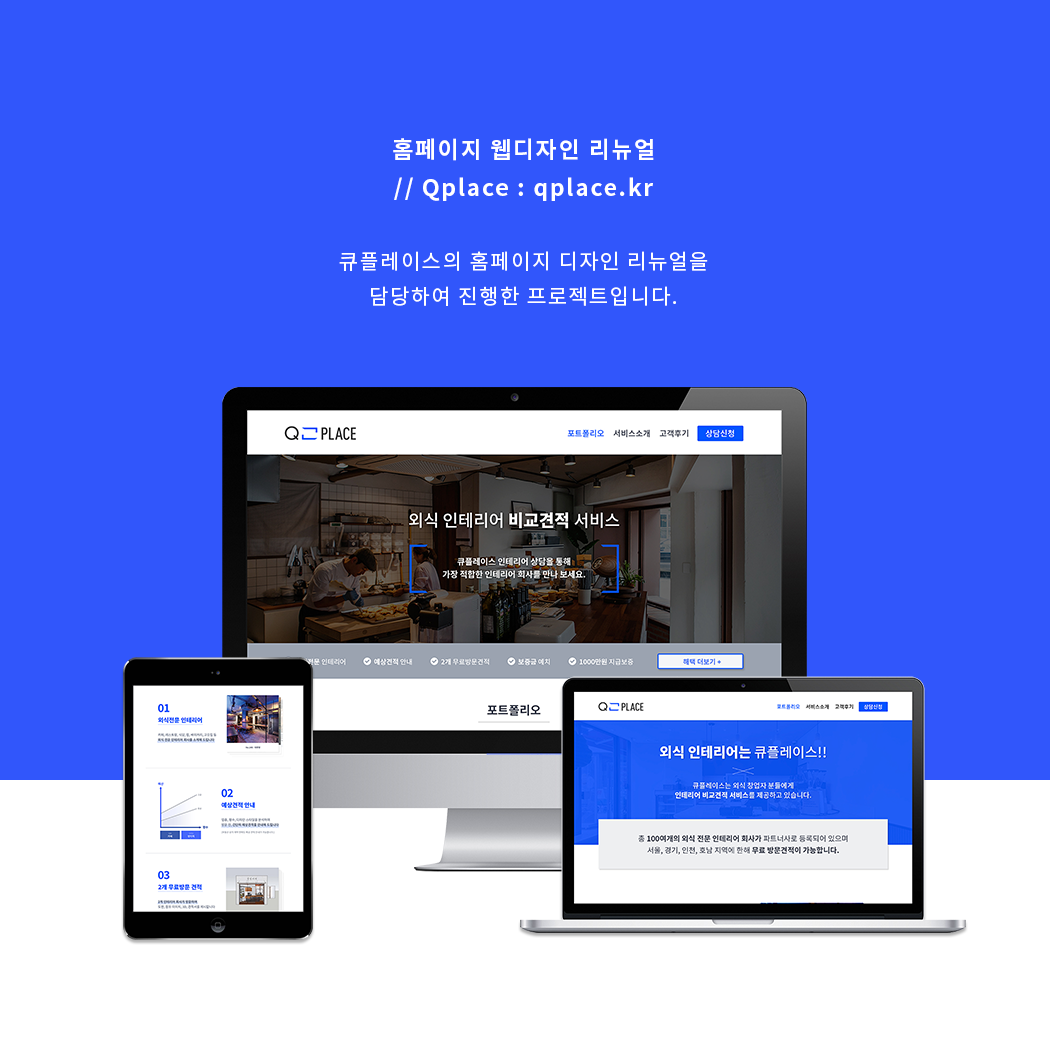 홈페이지 웹디자인 리뉴얼
// Qplace : qplace.kr
큐플레이스의 홈페이지 디자인 리뉴얼을
담당하여 진행한 프로젝트입니다.
Q PLACE
포트폴리오 서비스소개 고객후기 상담신청
외식 인테리어 비교견적 서비스
큐플레이스 인테리어 상담을 통해
가장 적합한 인테리어 회사를 만나 보세요.
전문 인테리어 예상견적 안내 2개 무료방문견적 보증금 예치 1000만원 지급보증 혜택 더보기 +
포트폴리오
01
외식전문 인테리어
02
예상견적 안내
03
2개 무료방문 견적
Q PLACE
포트폴리오 서비스소개 고객후기 상담신청
외식 인테리어는 큐플레이스!!
큐플레이스는 외식 창업자 분들에게
인테리어 비교견적 서비스를 제공하고 있습니다.
총 100여개의 외식 전문 인테리어 회사가 파트너사로 등록되어 있으며
서울, 경기, 인천, 호남 지역에 한해 무료 방문견적이 가능합니다.